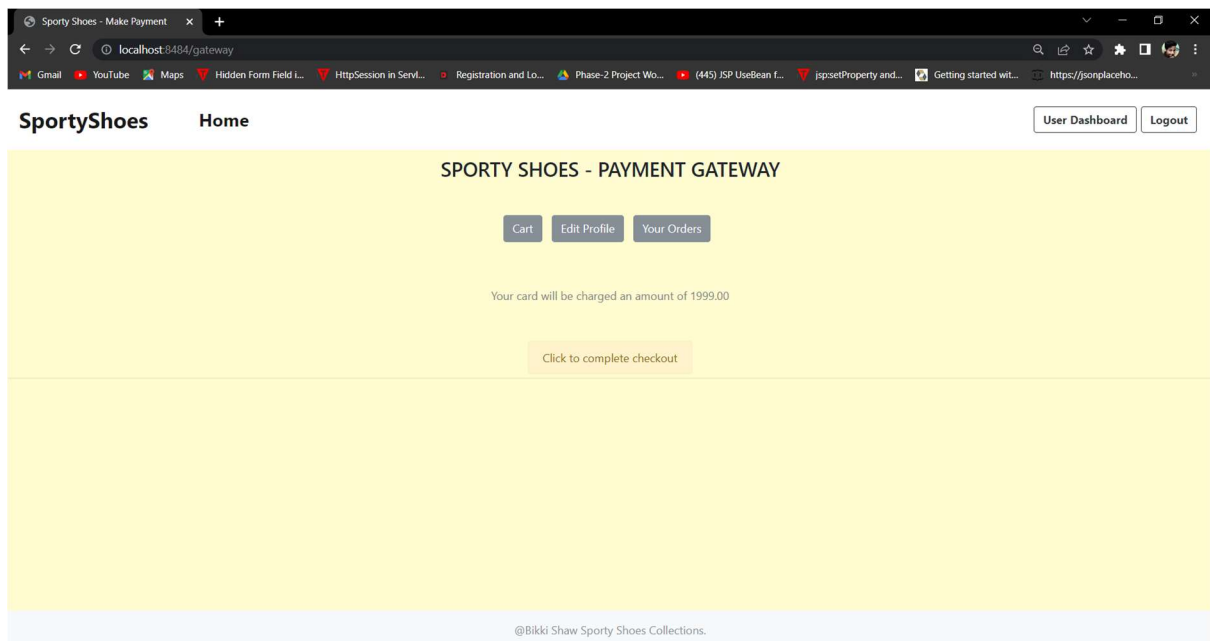 Sporty Shoes - Make Payment
localhost:8484/gateway
Gmail YouTube Maps Hidden Form Field i... HttpSession in Servl... Registration and Lo... Phase-2 Project Wo... (445) JSP UseBean f... jsp:setProperty and... Getting started wit... https://jsonplaceho...
SportyShoes Home User Dashboard Logout
SPORTY SHOES - PAYMENT GATEWAY
Cart Edit Profile Your Orders
Your card will be charged an amount of 1999.00
Click to complete checkout
@Bikki Shaw Sporty Shoes Collections.